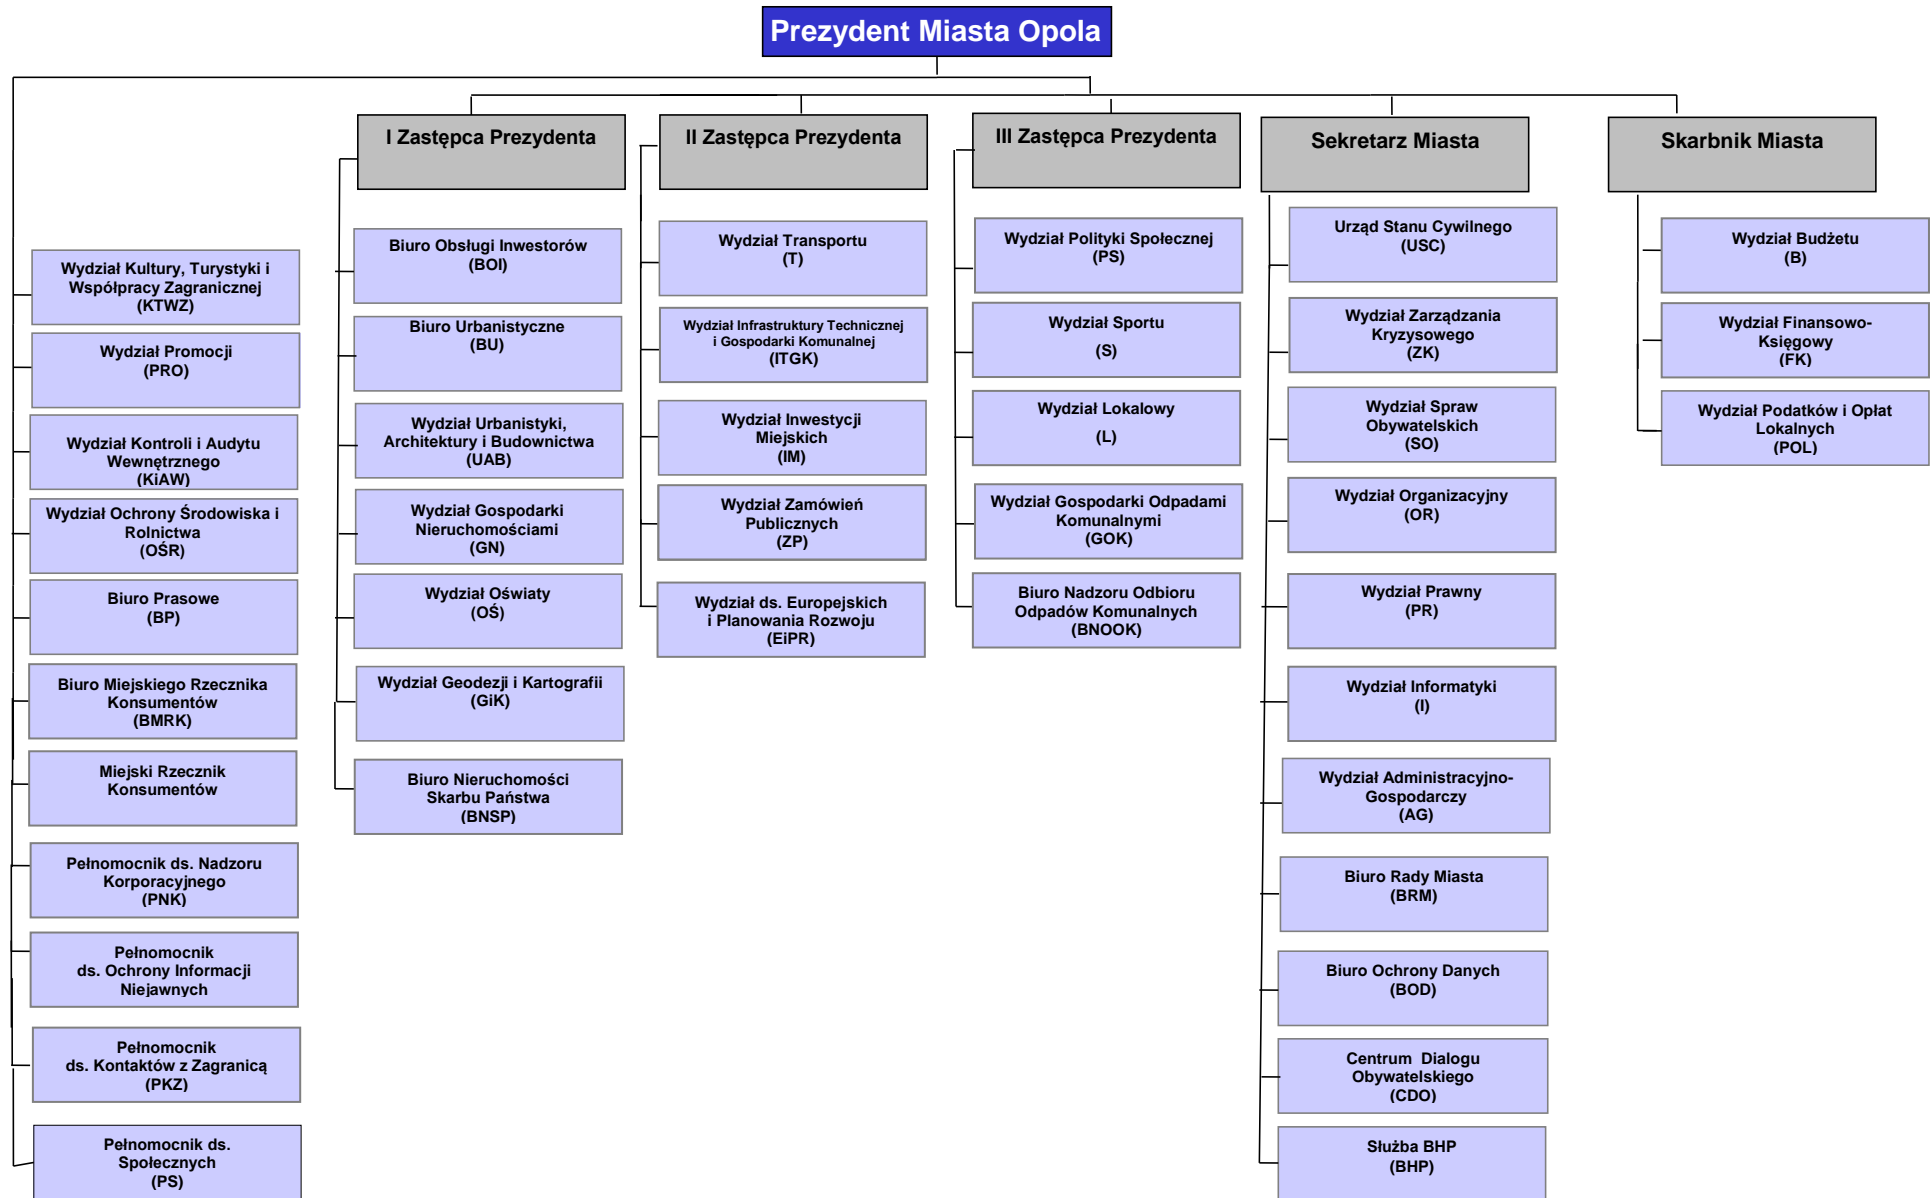 Prezydent Miasta Opola
I Zastępca Prezydenta
II Zastępca Prezydenta
III Zastępca Prezydenta
Sekretarz Miasta
Skarbnik Miasta
Wydział Kultury, Turystyki i
Współpracy Zagranicznej
(KTWZ)
Wydział Promocji
(PRO)
Wydział Kontroli i Audytu
Wewnętrznego
(KiAW)
Wydział Ochrony Środowiska i
Rolnictwa
(OŚR)
Biuro Prasowe
(BP)
Biuro Miejskiego Rzecznika
Konsumentów
(BMRK)
Miejski Rzecznik
Konsumentów
Pełnomocnik ds. Nadzoru
Korporacyjnego
(PNK)
Pełnomocnik
ds. Ochrony Informacji
Niejawnych
Pełnomocnik
ds. Kontaktów z Zagranicą
(PKZ)
Pełnomocnik ds.
Społecznych
(PS)
Biuro Obsługi Inwestorów
(BOI)
Biuro Urbanistyczne
(BU)
Wydział Urbanistyki,
Architektury i Budownictwa
(UAB)
Wydział Gospodarki
Nieruchomościami
(GN)
Wydział Oświaty
(OŚ)
Wydział Geodezji i Kartografii
(GiK)
Biuro Nieruchomości
Skarbu Państwa
(BNSP)
Wydział Transportu
(T)
Wydział Infrastruktury Technicznej
i Gospodarki Komunalnej
(ITGK)
Wydział Inwestycji
Miejskich
(IM)
Wydział Zamówień
Publicznych
(ZP)
Wydział ds. Europejskich
i Planowania Rozwoju
(EiPR)
Wydział Polityki Społecznej
(PS)
Wydział Sportu
(S)
Wydział Lokalowy
(L)
Wydział Gospodarki Odpadami
Komunalnymi
(GOK)
Biuro Nadzoru Odbioru
Odpadów Komunalnych
(BNOOK)
Urząd Stanu Cywilnego
(USC)
Wydział Zarządzania
Kryzysowego
(ZK)
Wydział Spraw
Obywatelskich
(SO)
Wydział Organizacyjny
(OR)
Wydział Prawny
(PR)
Wydział Informatyki
(I)
Wydział Administracyjno-
Gospodarczy
(AG)
Biuro Rady Miasta
(BRM)
Biuro Ochrony Danych
(BOD)
Centrum Dialogu
Obywatelskiego
(CDO)
Służba BHP
(BHP)
Wydział Budżetu
(B)
Wydział Finansowo-
Księgowy
(FK)
Wydział Podatków i Opłat
Lokalnych
(POL)